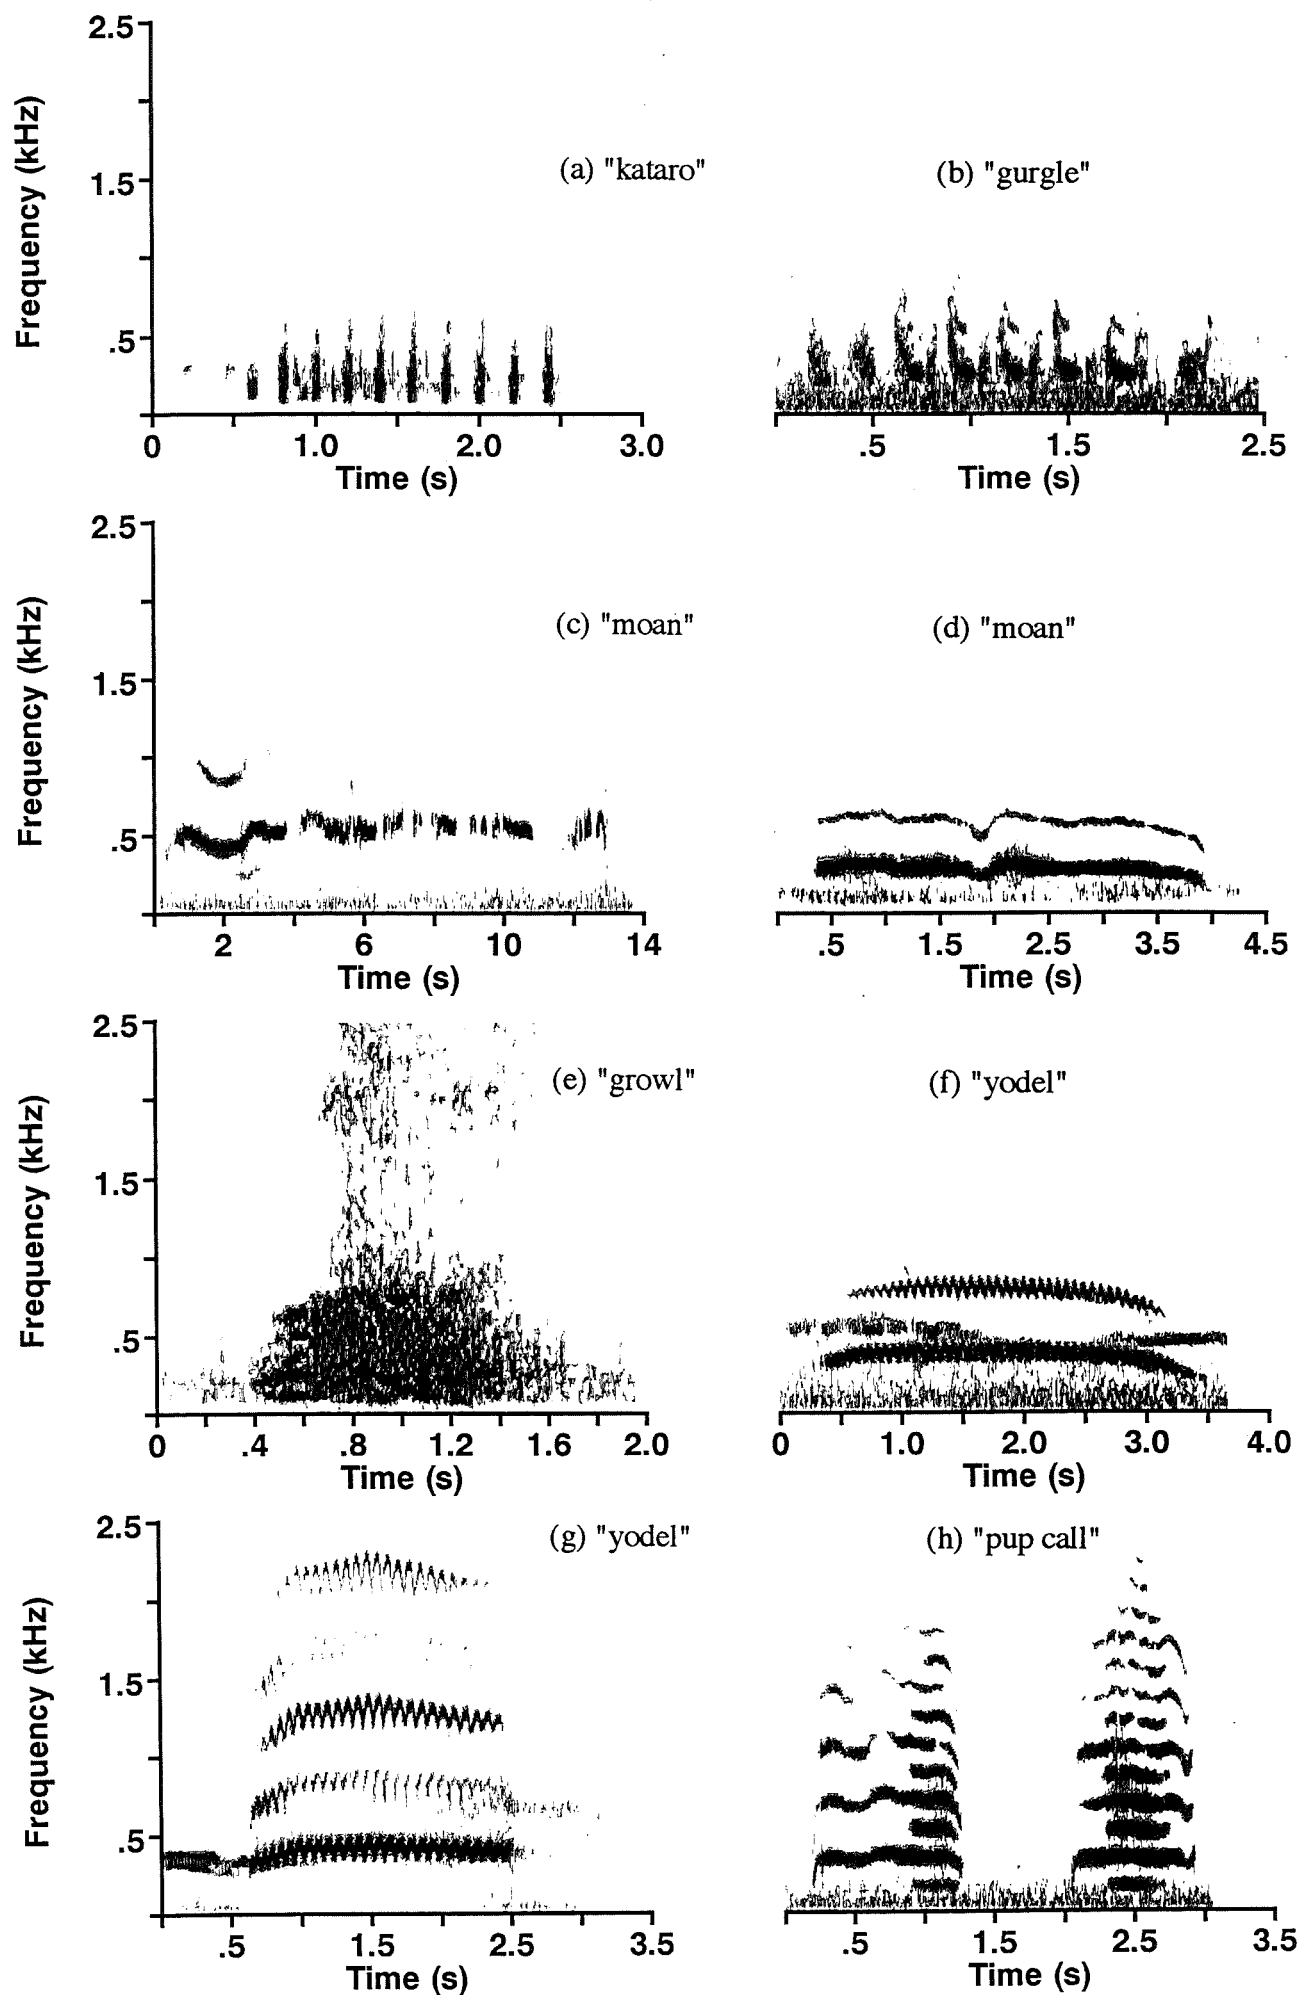 2.5
1.5
.5
Frequency (kHz)
(a) "kataro"
0 1.0 2.0 3.0
Time (s)
(b) "gurgle"
.5 1.5 2.5
Time (s)
2.5
1.5
.5
Frequency (kHz)
(c) "moan"
2 6 10 14
Time (s)
(d) "moan"
.5 1.5 2.5 3.5 4.5
Time (s)
2.5
1.5
.5
Frequency (kHz)
(e) "growl"
0 .4 .8 1.2 1.6 2.0
Time (s)
(f) "yodel"
0 1.0 2.0 3.0 4.0
Time (s)
2.5
1.5
.5
Frequency (kHz)
(g) "yodel"
.5 1.5 2.5 3.5
Time (s)
(h) "pup call"
.5 1.5 2.5 3.5
Time (s)